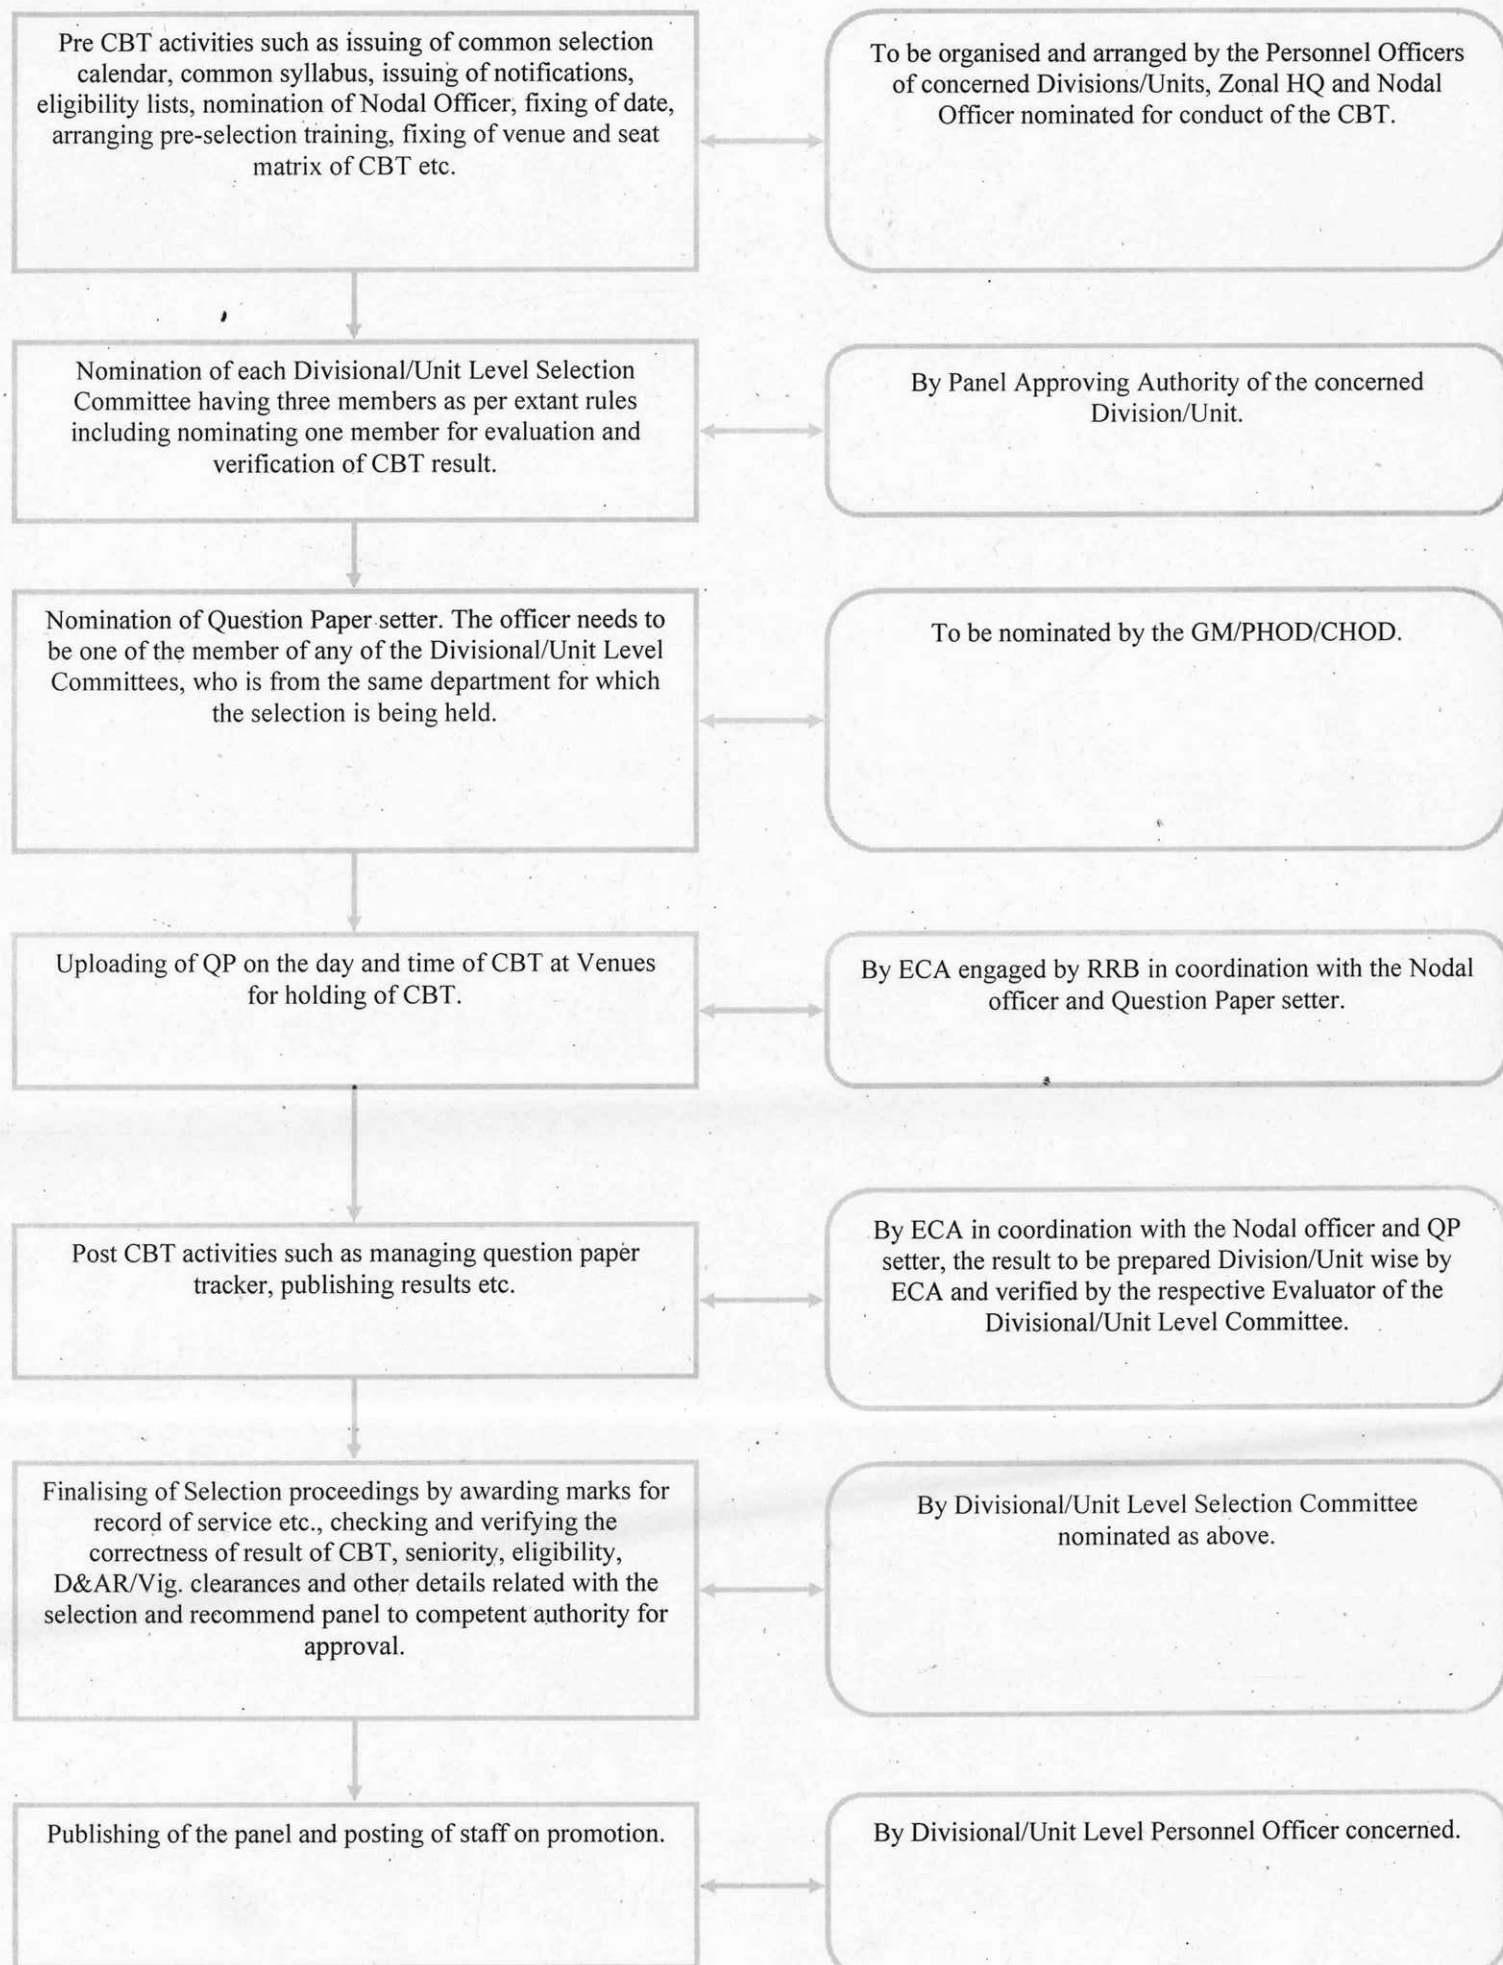 Pre CBT activities such as issuing of common selection
calendar, common syllabus, issuing of notifications,
eligibility lists, nomination of Nodal Officer, fixing of date,
arranging pre-selection training, fixing of venue and seat
matrix of CBT etc.
To be organised and arranged by the Personnel Officers
of concerned Divisions/Units, Zonal HQ and Nodal
Officer nominated for conduct of the CBT.
Nomination of each Divisional/Unit Level Selection
Committee having three members as per extant rules
including nominating one member for evaluation and
verification of CBT result.
By Panel Approving Authority of the concerned
Division/Unit.
Nomination of Question Paper setter. The officer needs to
be one of the member of any of the Divisional/Unit Level
Committees, who is from the same department for which
the selection is being held.
To be nominated by the GM/PHOD/CHOD.
Uploading of QP on the day and time of CBT at Venues
for holding of CBT.
By ECA engaged by RRB in coordination with the Nodal
officer and Question Paper setter.
Post CBT activities such as managing question paper
tracker, publishing results etc.
By ECA in coordination with the Nodal officer and QP
setter, the result to be prepared Division/Unit wise by
ECA and verified by the respective Evaluator of the
Divisional/Unit Level Committee.
Finalising of Selection proceedings by awarding marks for
record of service etc., checking and verifying the
correctness of result of CBT, seniority, eligibility,
D&AR/Vig. clearances and other details related with the
selection and recommend panel to competent authority for
approval.
By Divisional/Unit Level Selection Committee
nominated as above.
Publishing of the panel and posting of staff on promotion.
By Divisional/Unit Level Personnel Officer concerned.